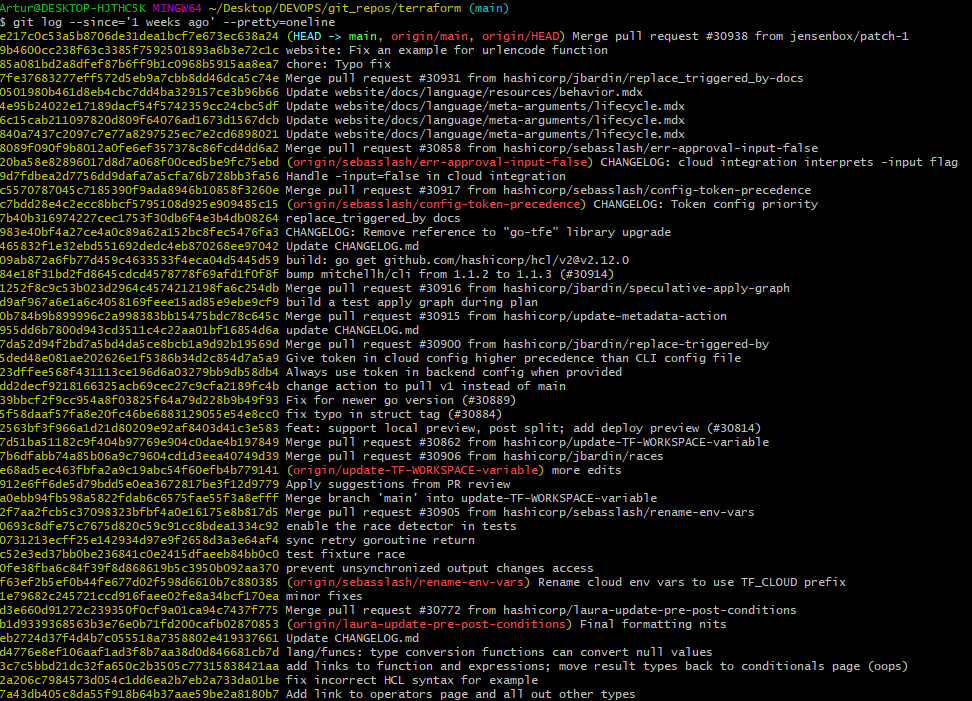 Artur@DESKTOP-HJTHC5K MINGW64 ~/Desktop/DEVOPS/git_repos/terraform (main)
$ git log --since='1 weeks ago' --pretty=oneline
e217c0c53a5b8706de31dea1bcf7e673ec638a24 (HEAD -> main, origin/main, origin/HEAD) Merge pull request #30938 from jensenbox/patch-1
9b4600cc238f63c3385f7592501893a6b3e72c1c website: Fix an example for urlencode function
85a081bd2a8dfef87b6ff9b1c0968b5915aa8ea7 chore: Typo fix
7fe37683277eff572d5eb9a7cbb8dd46dca5c74e Merge pull request #30931 from hashicorp/jbardin/replace_triggered_by-docs
0501980b461d8eb4cbc7dd4ba329157ce3b96b66 Update website/docs/language/resources/behavior.mdx
4e95b24022e17189dacf54f5742359cc24cbc5df Update website/docs/language/meta-arguments/lifecycle.mdx
6c15cab211097820d809f64076ad1673d1567dcb Update website/docs/language/meta-arguments/lifecycle.mdx
840a7437c2097c7e77a8297525ec7e2cd6898021 Update website/docs/language/meta-arguments/lifecycle.mdx
8089f090f9b8012a0fe6ef357378c86fcd4dd6a2 Merge pull request #30858 from hashicorp/sebasslash/err-approval-input-false
20ba58e82896017d8d7a068f00ced5be9fc75ebd (origin/sebasslash/err-approval-input-false) CHANGELOG: cloud integration interprets -input flag
9d7fdbea2d7756dd9dafa7a5cfa76b728bb3fa56 Handle -input=false in cloud integration
c5570787045c7185390f9ada8946b10858f3260e Merge pull request #30917 from hashicorp/sebasslash/config-token-precedence
c7bdd28e4c2ecc8bbcf5795108d925e909485c15 (origin/sebasslash/config-token-precedence) CHANGELOG: Token config priority
7b40b316974227cec1753f30db6f4e3b4db08264 replace_triggered_by docs
983e40bf4a27ce4a0c89a62a152bc8fec5476fa3 CHANGELOG: Remove reference to "go-tfe" library upgrade
465832f1e32ebd551692dedc4eb870268ee97042 Update CHANGELOG.md
09ab872a6fb77d459c4633533f4eca04d5445d59 build: go get github.com/hashicorp/hcl/v2@v2.12.0
84e18f31bd2fd8645cdcd4578778f69afd1f0f8f bump mitchellh/cli from 1.1.2 to 1.1.3 (#30914)
1252f8c9c53b023d2964c4574212198fa6c254db Merge pull request #30916 from hashicorp/jbardin/speculative-apply-graph
d9af967a6e1a6c4058169feee15ad85e9ebe9cf9 build a test apply graph during plan
0b784b9b899996c2a998383bb15475bdc78c645c Merge pull request #30915 from hashicorp/update-metadata-action
955dd6b7800d943cd3511c4c22aa01bf16854d6a update CHANGELOG.md
7da52d94f2bd7a5bd4da5ce8bcb1a9d92b19569d Merge pull request #30900 from hashicorp/jbardin/replace-triggered-by
5ded48e081ae202626e1f5386b34d2c854d7a5a9 Give token in cloud config higher precedence than CLI config file
23dffee568f431113ce196d6a03279bb9db58db4 Always use token in backend config when provided
dd2decf9218166325acb69cec27c9cfa2189fc4b change action to pull v1 instead of main
39bbcf2f9cc954a8f03825f64a79d228b9b49f93 Fix for newer go version (#30889)
5f58daaf57fa8e20fc46be6883129055e54e8cc0 fix typo in struct tag (#30884)
2563bf3f966a1d21d80209e92af8403d41c3e583 feat: support local preview, post split; add deploy preview (#30814)
7d51ba51182c9f404b97769e904c0dae4b197849 Merge pull request #30862 from hashicorp/update-TF-WORKSPACE-variable
7b6dfabb74a85b06a9c79604cd1d3eea40749d39 Merge pull request #30906 from hashicorp/jbardin/races
e68ad5ec463fbfa2a9c19abc54f60efb4b779141 (origin/update-TF-WORKSPACE-variable) more edits
912e6ff6de5d79bdd5e0ea3672817be3f12d9779 Apply suggestions from PR review
a0ebb94fb598a5822fdab6c6575fae55f3a8efff Merge branch 'main' into update-TF-WORKSPACE-variable
2f7aa2fcb5c37098323bfbf4a0e16175e8b817d5 Merge pull request #30905 from hashicorp/sebasslash/rename-env-vars
0693c8dfe75c7675d820c59c91cc8bdea1334c92 enable the race detector in tests
0731213ecff25e142934d97e9f2658d3a3e64af4 sync retry goroutine return
c52e3ed37bb0be236841c0e2415dfaeeb84bb0c0 test fixture race
0fe38fba6c84f39f8d868619b5c3950b092aa370 prevent unsynchronized output changes access
f63ef2b5ef0b44fe677d02f598d6610b7c880385 (origin/sebasslash/rename-env-vars) Rename cloud env vars to use TF_CLOUD prefix
1e79682c245721ccd916faee02fe8a34bcf170ea minor fixes
d3e660d91272c239350f0cf9a01ca94c7437f775 Merge pull request #30772 from hashicorp/laura-update-pre-post-conditions
b1d9339368563b3e76e0b71fd200cafb02870853 (origin/laura-update-pre-post-conditions) Final formatting nits
eb2724d37f4d4b7c055518a7358802e419337661 Update CHANGELOG.md
d4776e8ef106aaf1ad3f8b7aa38d0d846681cb7d lang/funcs: type conversion functions can convert null values
3c7c5bbd21dc32fa650c2b3505c77315838421aa add links to function and expressions; move result types back to conditionals page (oops)
2a206c7984573d054c1dd6ea2b7eb2a733da01be fix incorrect HCL syntax for example
7a43db405c8da55f918b64b37aae59be2a8180b7 Add link to operators page and all out other types